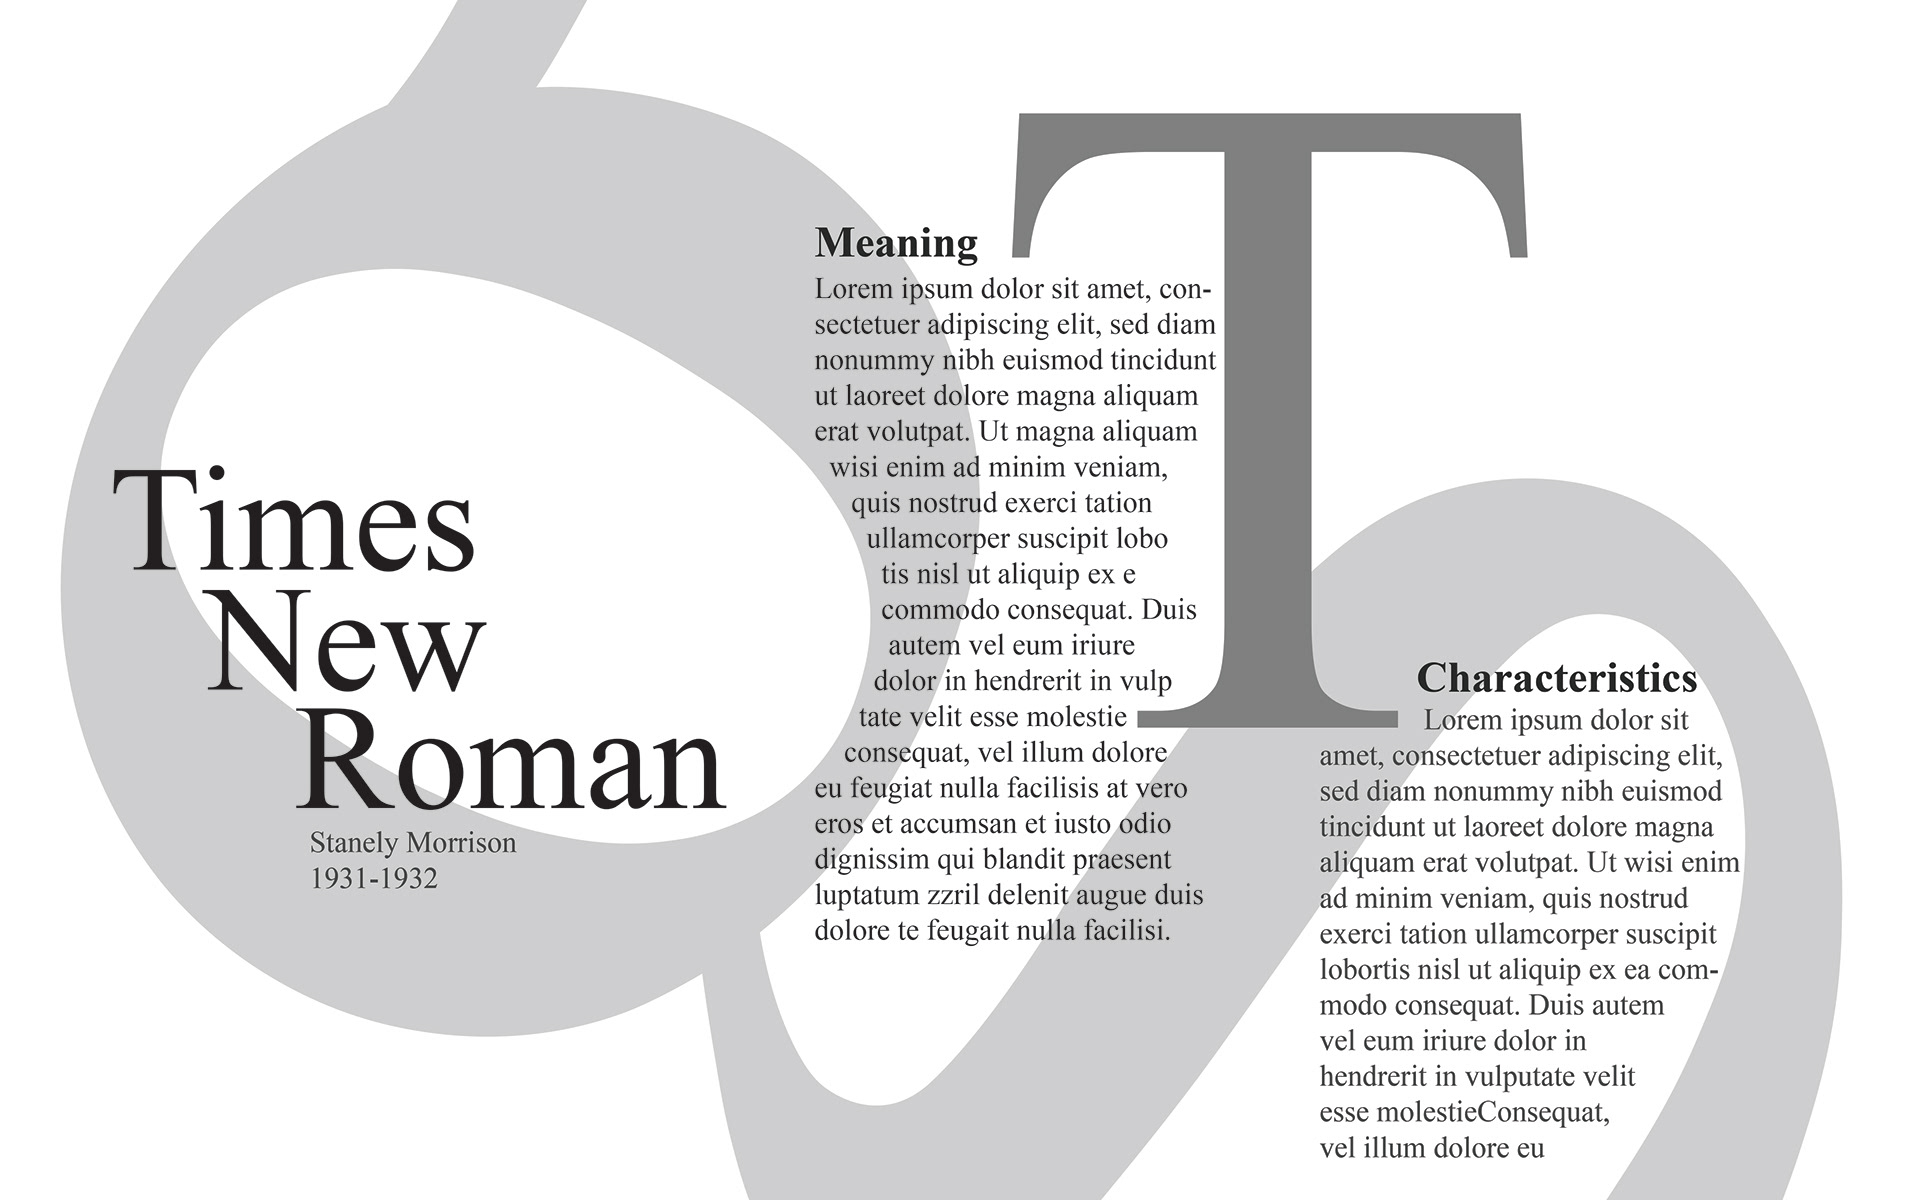 Times
New
Roman
Stanely Morrison
1931-1932
Meaning
Lorem ipsum dolor sit amet, con-
sectetuer adipiscing elit, sed diam
nonummy nibh euismod tincidunt
ut laoreet dolore magna aliquam
erat volutpat. Ut magna aliquam
wisi enim ad minim veniam,
quis nostrud exerci tation
ullamcorper suscipit lobo
tis nisl ut aliquip ex e
commodo consequat. Duis
autem vel eum iriure
dolor in hendrerit in vulp
tate velit esse molestie
consequat, vel illum dolore
eu feugiat nulla facilisis at vero
eros et accumsan et iusto odio
dignissim qui blandit praesent
luptatum zzril delenit augue duis
dolore te feugait nulla facilisi.
T
Characteristics
Lorem ipsum dolor sit
amet, consectetuer adipiscing elit,
sed diam nonummy nibh euismod
tincidunt ut laoreet dolore magna
aliquam erat volutpat. Ut wisi enim
ad minim veniam, quis nostrud
exerci tation ullamcorper suscipit
lobortis nisl ut aliquip ex ea com-
modo consequat. Duis autem
vel eum iriure dolor in
hendrerit in vulputate velit
esse molestieConsequat,
vel illum dolore eu